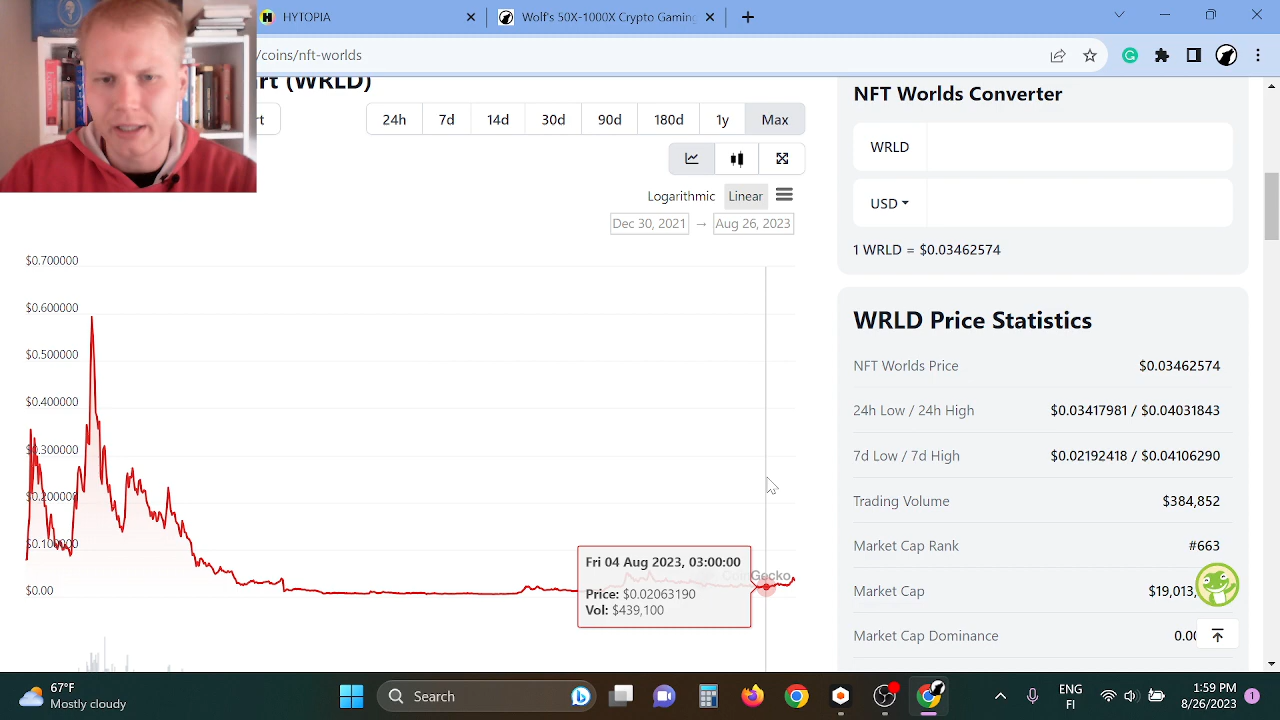 HYTOPIA
Wolf's 50X-1000X Crypto
/coins/nft-worlds
rt (WRLD)
rt
24h
7d
14d
30d
90d
180d
1y
Max
Logarithmic
Linear
Dec 30, 2021
→
Aug 26, 2023
$0.700000
$0.600000
$0.500000
$0.400000
$0.300000
$0.200000
$0.100000
$0.00
Gecko
Fri 04 Aug 2023, 03:00:00
Price: $0.02063190
Vol: $439,100
NFT Worlds Converter
WRLD
USD
1 WRLD = $0.03462574
WRLD Price Statistics
NFT Worlds Price
$0.03462574
24h Low / 24h High
$0.03417981 / $0.04031843
7d Low / 7d High
$0.02192418 / $0.04106290
Trading Volume
$384,852
Market Cap Rank
#663
Market Cap
$19,013,
Market Cap Dominance
0.00
67°F
Mostly cloudy
Search
ENG
FI
1:59 PM
8/26/2023
1